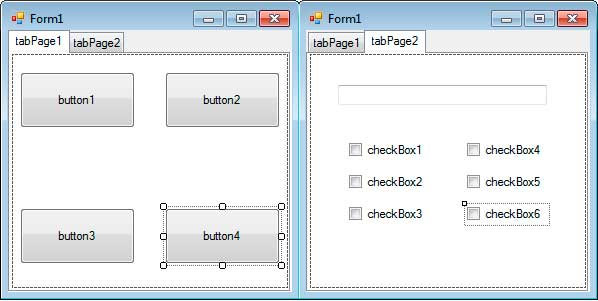 Form1
tabPage1 tabPage2
button1 button2
button3 button4
Form1
tabPage1 tabPage2
checkBox1 checkBox4
checkBox2 checkBox5
checkBox3 checkBox6